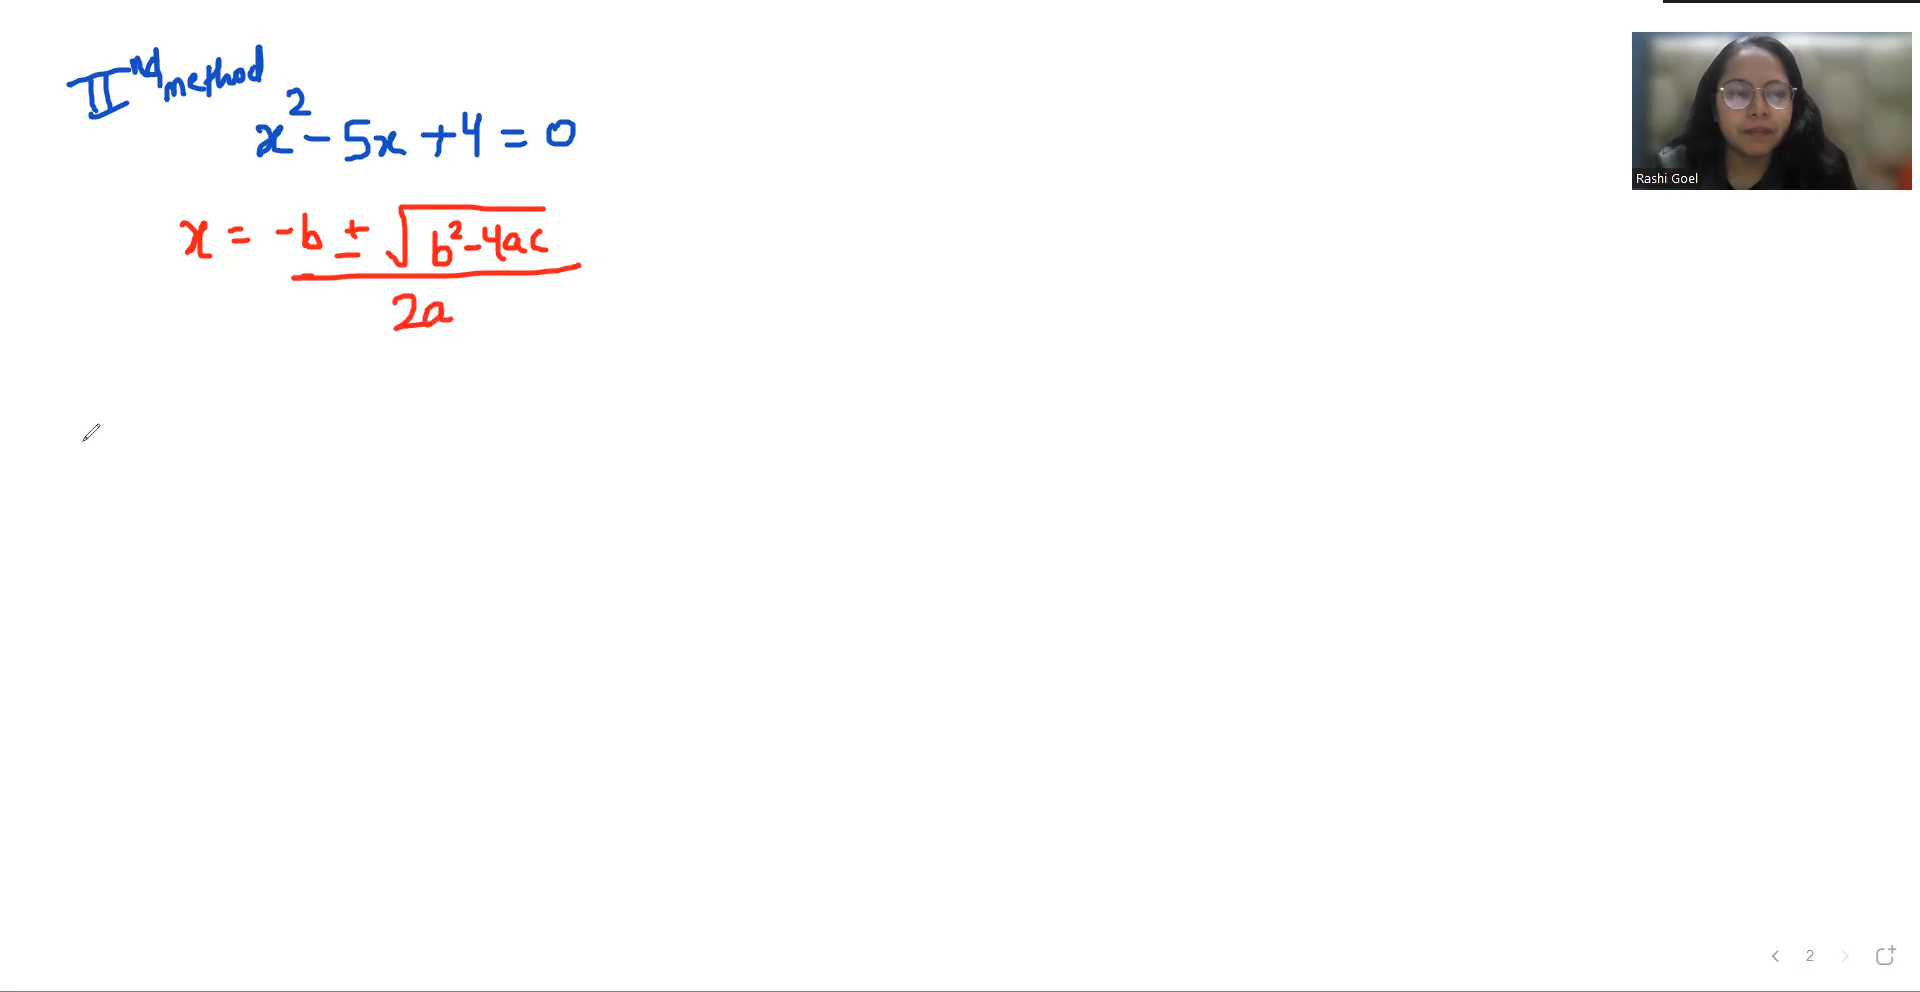 IInd method
x² - 5x + 4 = 0
x = -b ± √b² - 4ac
2a
Rashi Goel
2